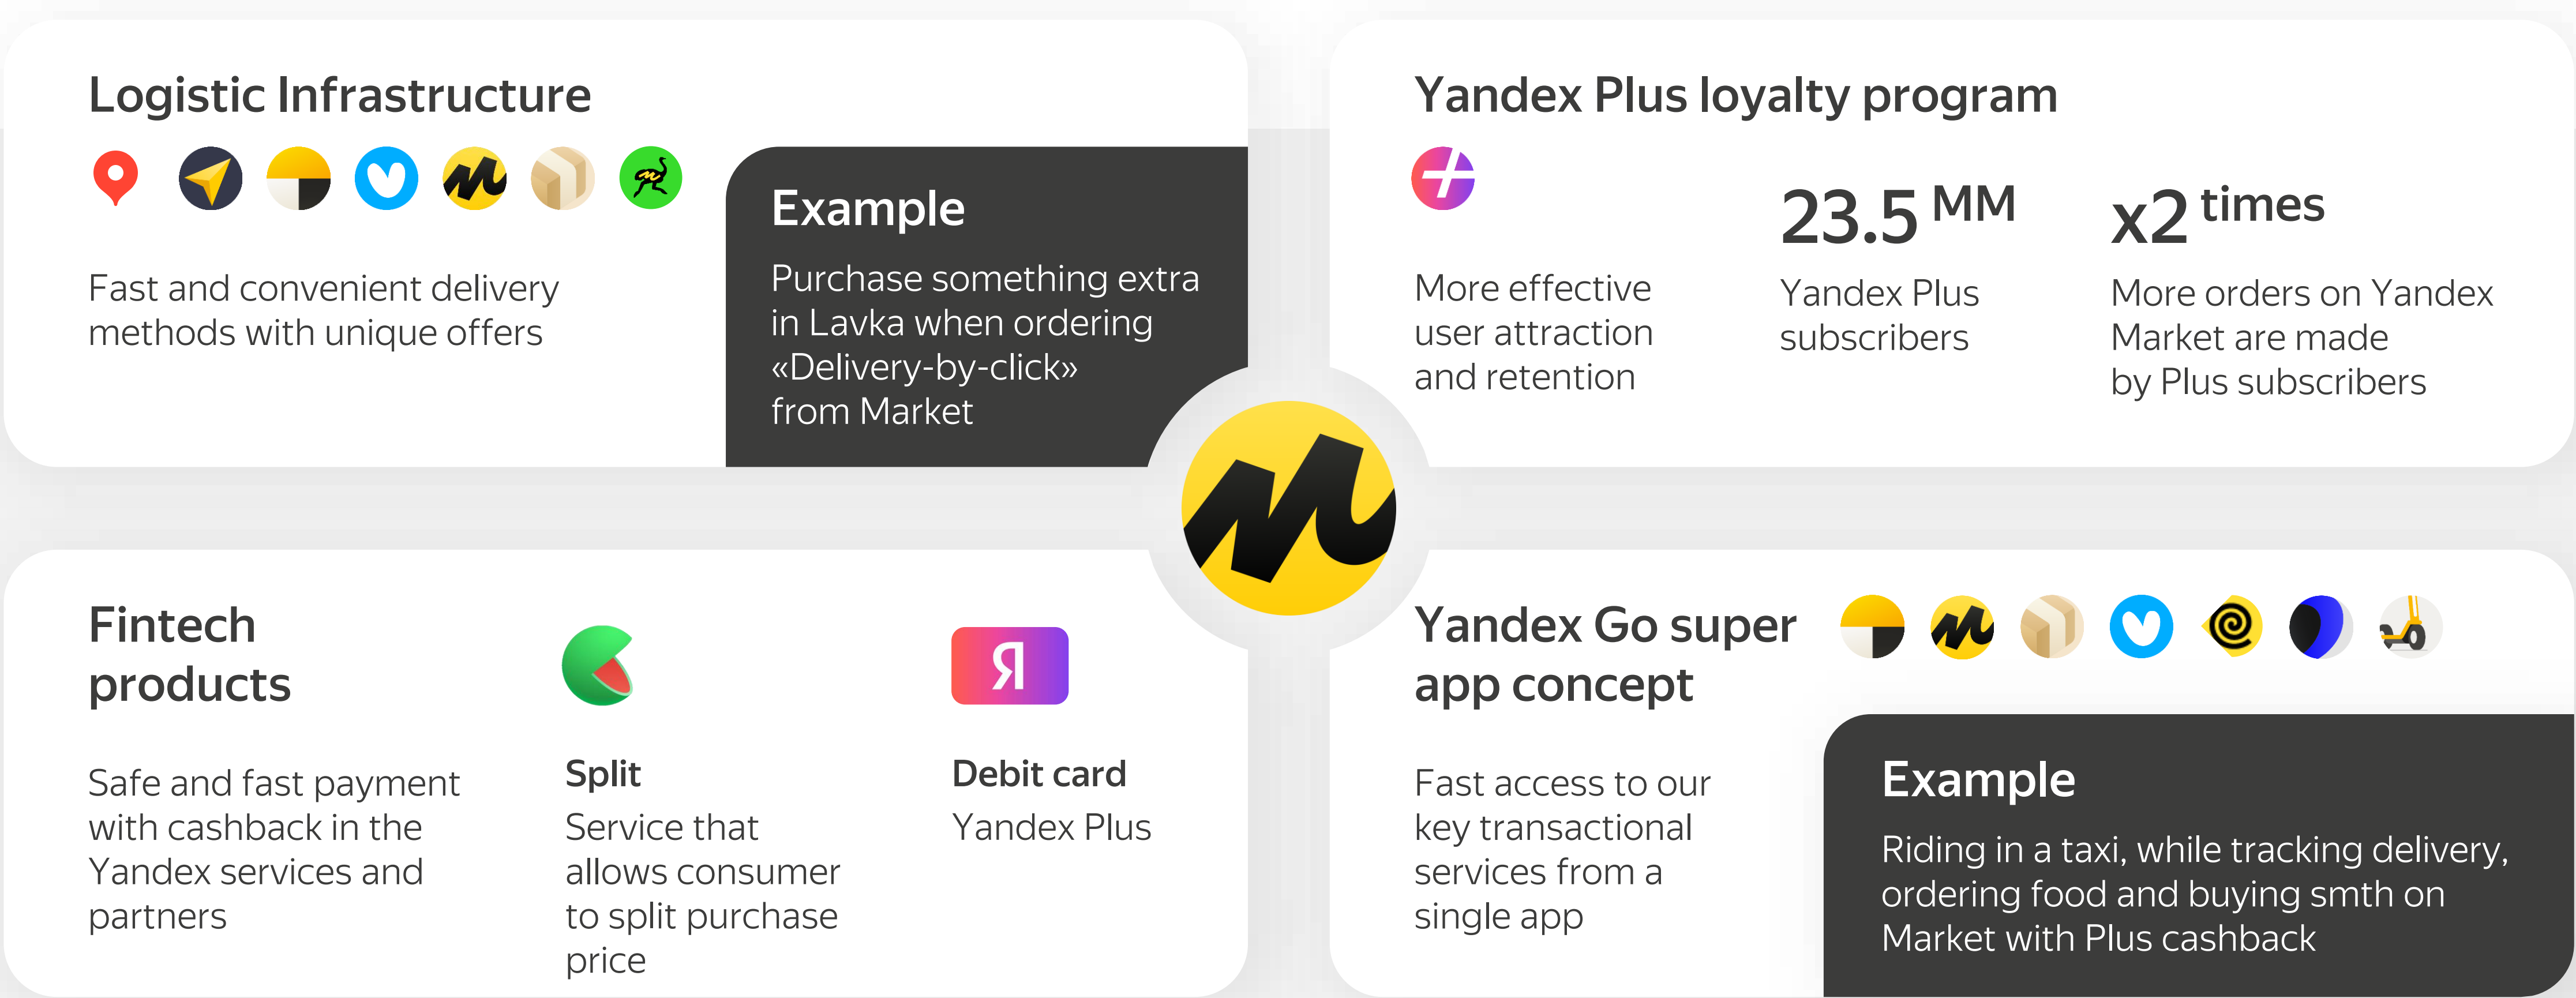 Logistic Infrastructure
Fast and convenient delivery
methods with unique offers
Example
Purchase something extra
in Lavka when ordering
«Delivery-by-click»
from Market
Yandex Plus loyalty program
More effective
user attraction
and retention
23.5 MM
Yandex Plus
subscribers
x2 times
More orders on Yandex
Market are made
by Plus subscribers
Fintech
products
Safe and fast payment
with cashback in the
Yandex services and
partners
Split
Service that
allows consumer
to split purchase
price
Я
Debit card
Yandex Plus
Yandex Go super
app concept
Fast access to our
key transactional
services from a
single app
Example
Riding in a taxi, while tracking delivery,
ordering food and buying smth on
Market with Plus cashback